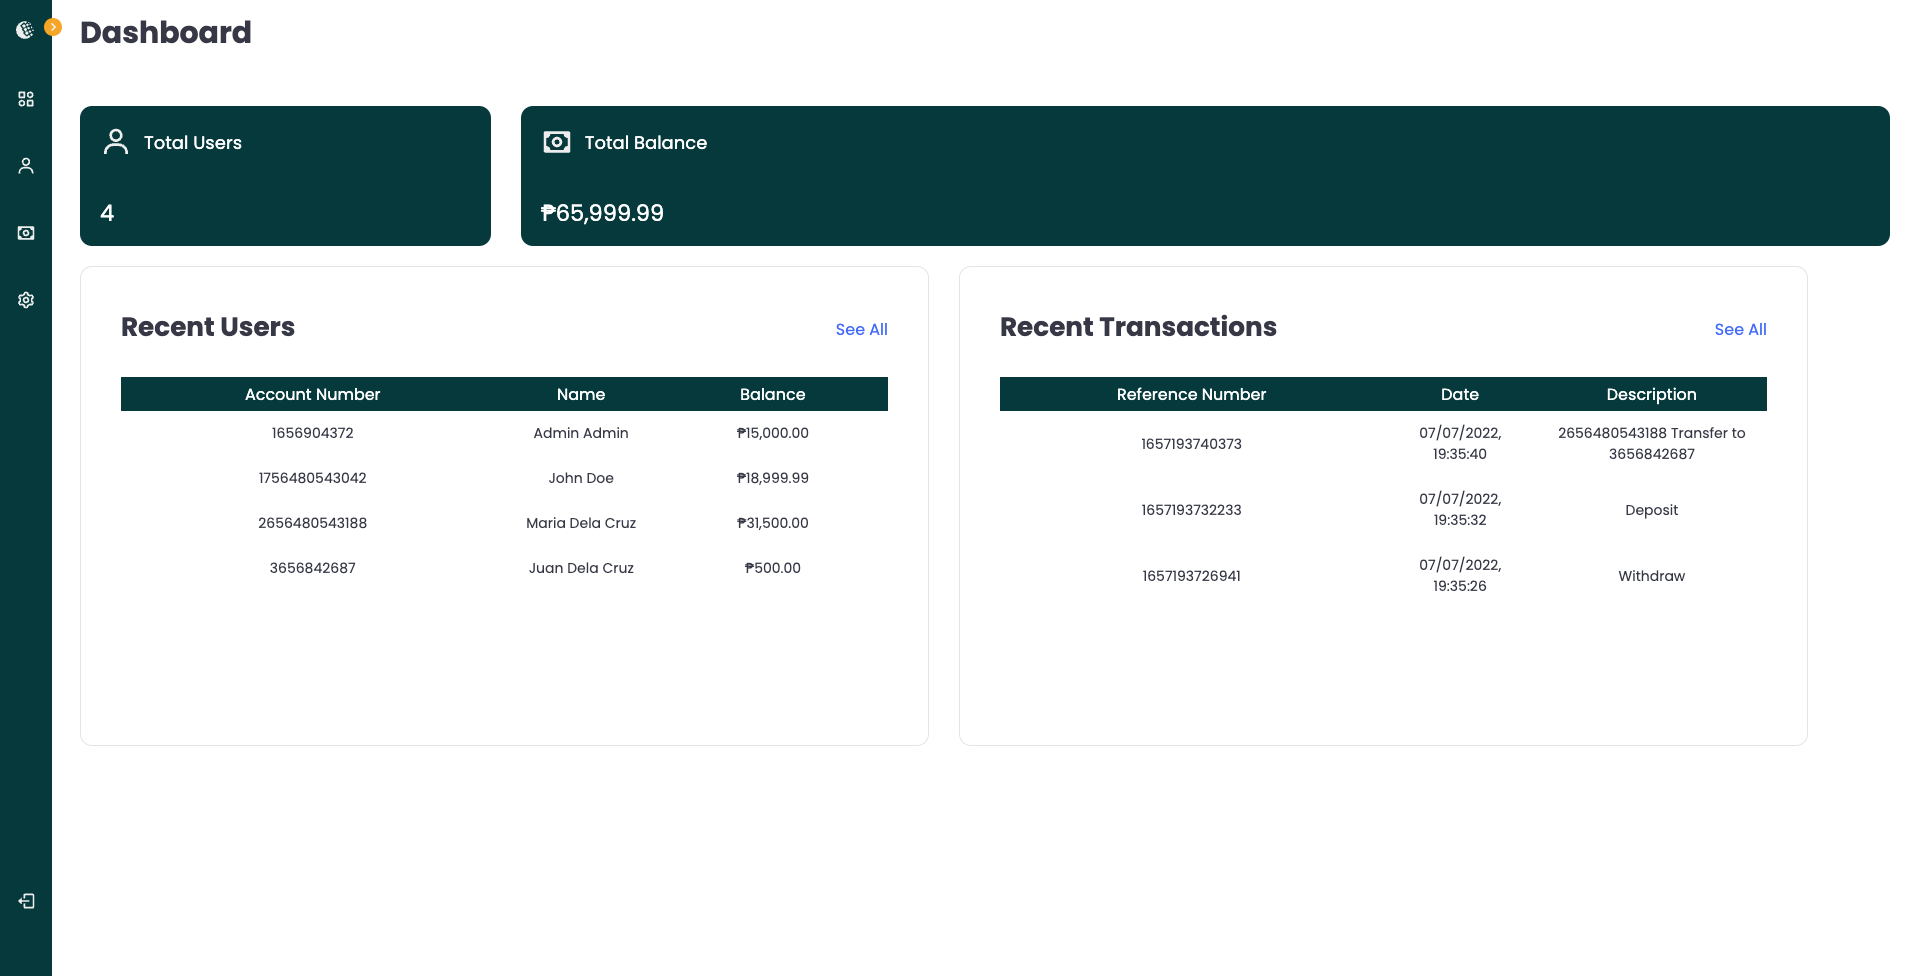 Dashboard
Total Users
4
Total Balance
₱65,999.99
Recent Users
See All
Account Number Name Balance
1656904372 Admin Admin ₱15,000.00
1756480543042 John Doe ₱18,999.99
2656480543188 Maria Dela Cruz ₱31,500.00
3656842687 Juan Dela Cruz ₱500.00
Recent Transactions
See All
Reference Number Date Description
1657193740373 07/07/2022, 2656480543188 Transfer to
19:35:40 3656842687
1657193732233 07/07/2022, Deposit
19:35:32
1657193726941 07/07/2022, Withdraw
19:35:26